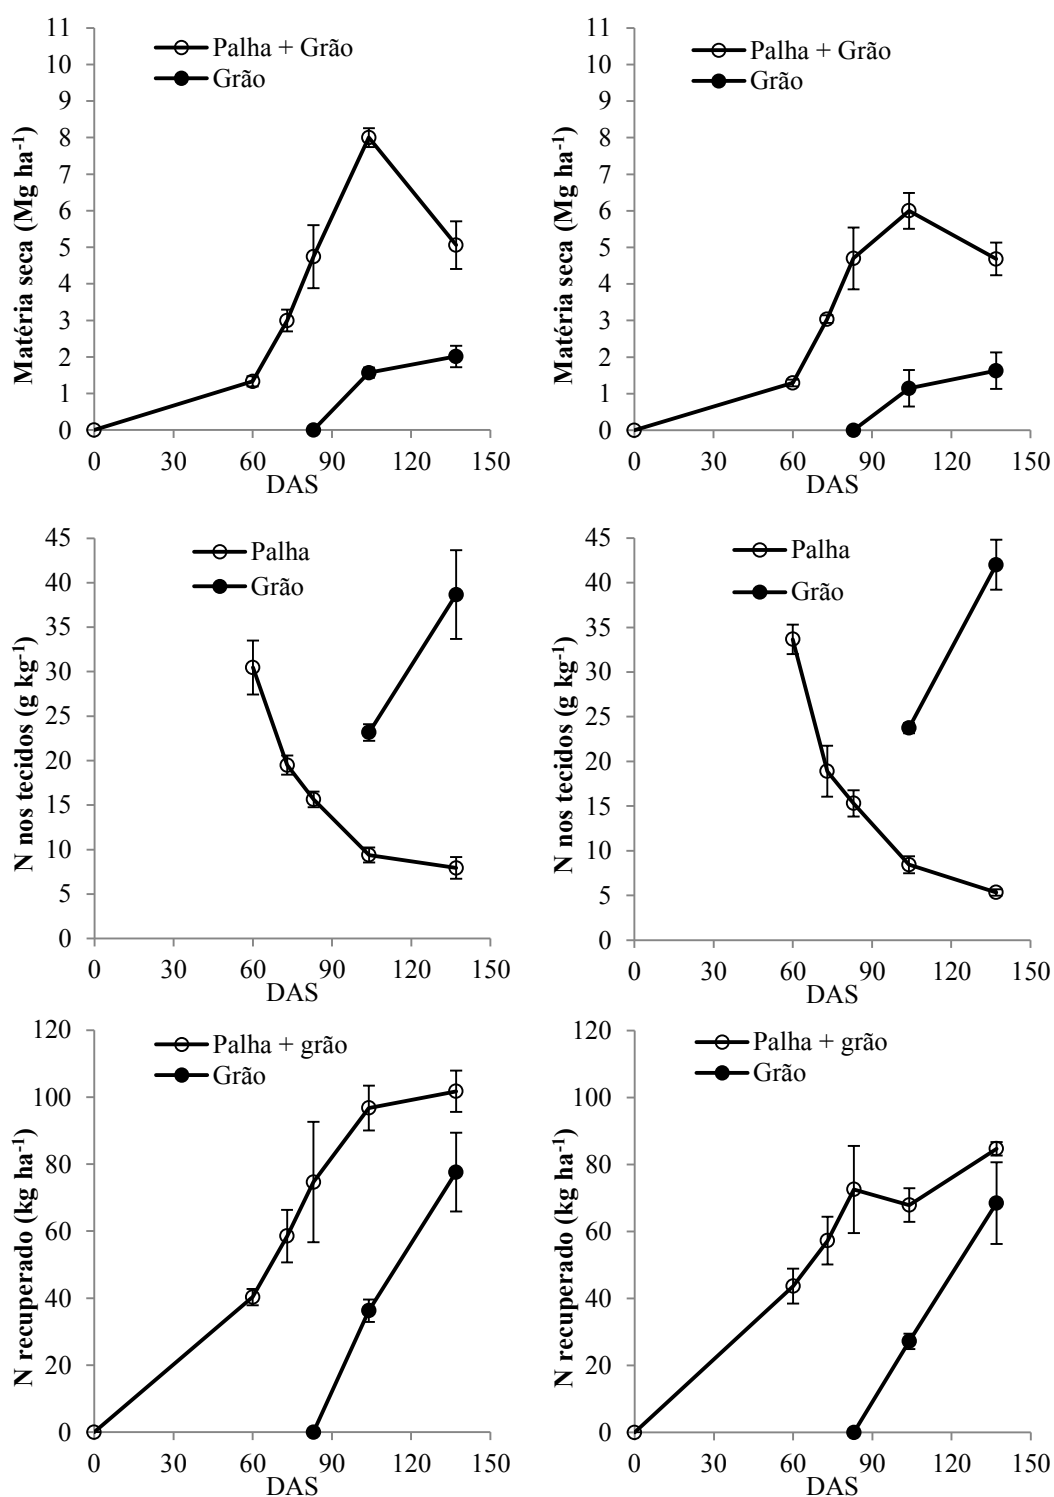 Matéria seca (Mg ha-1)
11
10
9
8
7
6
5
4
3
2
1
0
Palha + Grão
Grão
0 30 60 90 120 150
DAS
Matéria seca (Mg ha-1)
11
10
9
8
7
6
5
4
3
2
1
0
Palha + Grão
Grão
0 30 60 90 120 150
DAS
N nos tecidos (g kg-1)
45
40
35
30
25
20
15
10
5
0
Palha
Grão
0 30 60 90 120 150
DAS
N nos tecidos (g kg-1)
45
40
35
30
25
20
15
10
5
0
Palha
Grão
0 30 60 90 120 150
DAS
N recuperado (kg ha-1)
120
100
80
60
40
20
0
Palha + grão
Grão
0 30 60 90 120 150
DAS
N recuperado (kg ha-1)
120
100
80
60
40
20
0
Palha + grão
Grão
0 30 60 90 120 150
DAS